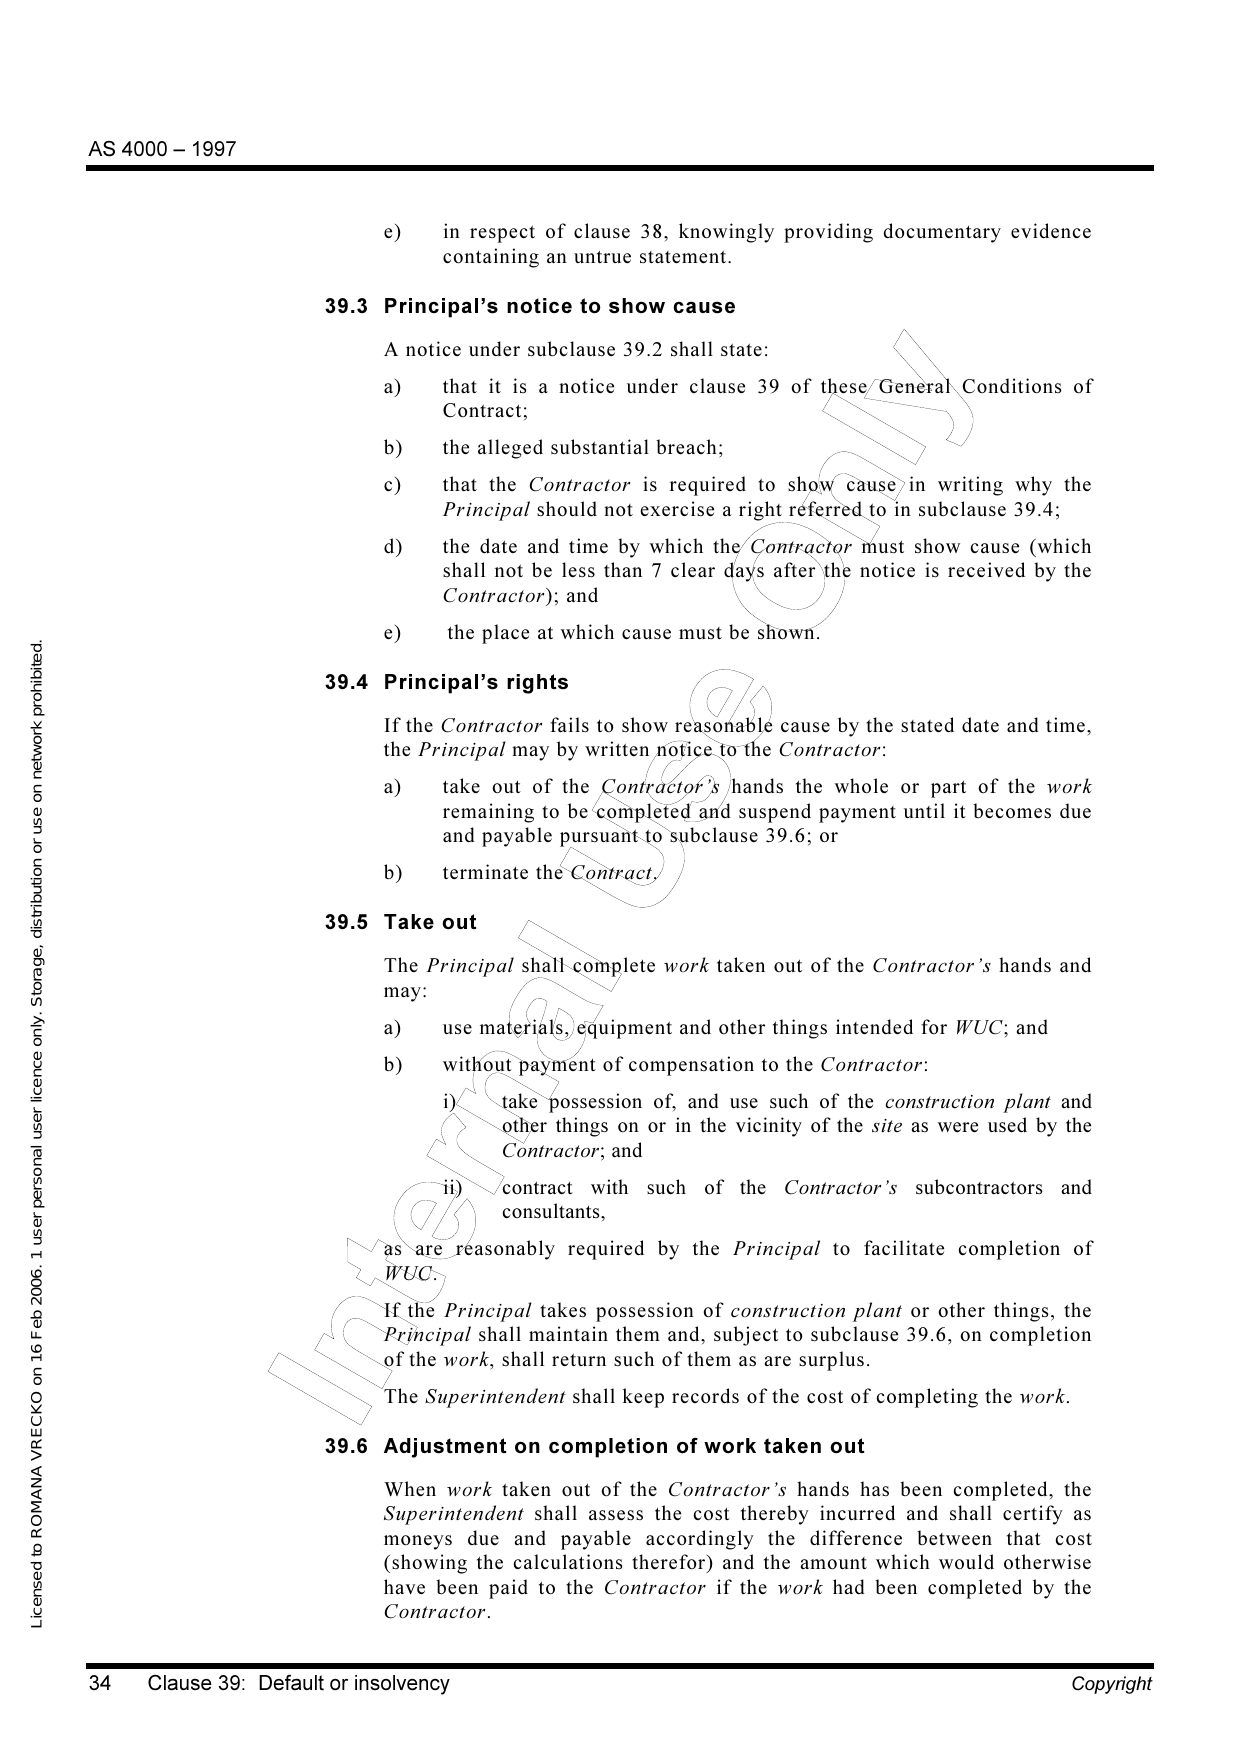 AS 4000 – 1997
e) in respect of clause 38, knowingly providing documentary evidence
containing an untrue statement.
39.3 Principal's notice to show cause
A notice under subclause 39.2 shall state:
a) that it is a notice under clause 39 of these General Conditions of
Contract;
b) the alleged substantial breach;
c) that the Contractor is required to show cause in writing why the
Principal should not exercise a right referred to in subclause 39.4;
d) the date and time by which the Contractor must show cause (which
shall not be less than 7 clear days after the notice is received by the
Contractor); and
e) the place at which cause must be shown.
39.4 Principal's rights
If the Contractor fails to show reasonable cause by the stated date and time,
the Principal may by written notice to the Contractor:
a) take out of the Contractor's hands the whole or part of the work
remaining to be completed and suspend payment until it becomes due
and payable pursuant to subclause 39.6; or
b) terminate the Contract.
39.5 Take out
The Principal shall complete work taken out of the Contractor's hands and
may:
a) use materials, equipment and other things intended for WUC; and
b) without payment of compensation to the Contractor:
i) take possession of, and use such of the construction plant and
other things on or in the vicinity of the site as were used by the
Contractor; and
ii) contract with such of the Contractor's subcontractors and
consultants,
as are reasonably required by the Principal to facilitate completion of
WUC.
If the Principal takes possession of construction plant or other things, the
Principal shall maintain them and, subject to subclause 39.6, on completion
of the work, shall return such of them as are surplus.
The Superintendent shall keep records of the cost of completing the work.
39.6 Adjustment on completion of work taken out
When work taken out of the Contractor's hands has been completed, the
Superintendent shall assess the cost thereby incurred and shall certify as
moneys due and payable accordingly the difference between that cost
(showing the calculations therefor) and the amount which would otherwise
have been paid to the Contractor if the work had been completed by the
Contractor.
34 Clause 39: Default or insolvency Copyright
Licensed to ROMANA VRECKO on 16 Feb 2006. 1 user personal user licence only. Storage, distribution or use on network prohibited.
Internal use only